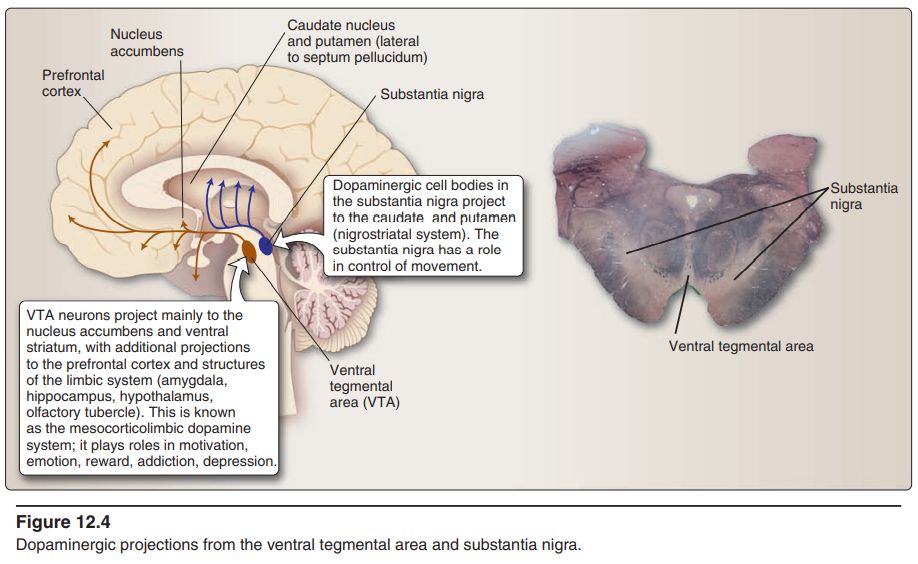 Nucleus
accumbens
Caudate nucleus
and putamen (lateral
to septum pellucidum)
Prefrontal
cortex
Substantia nigra
Dopaminergic cell bodies in
the substantia nigra project
to the caudate and putamen
(nigrostriatal system). The
substantia nigra has a role
in control of movement.
Substantia
nigra
VTA neurons project mainly to the
nucleus accumbens and ventral
striatum, with additional projections
to the prefrontal cortex and structures
of the limbic system (amygdala,
hippocampus, hypothalamus,
olfactory tubercle). This is known
as the mesocorticolimbic dopamine
system; it plays roles in motivation,
emotion, reward, addiction, depression.
Ventral
tegmental
area (VTA)
Ventral tegmental area
Figure 12.4
Dopaminergic projections from the ventral tegmental area and substantia nigra.